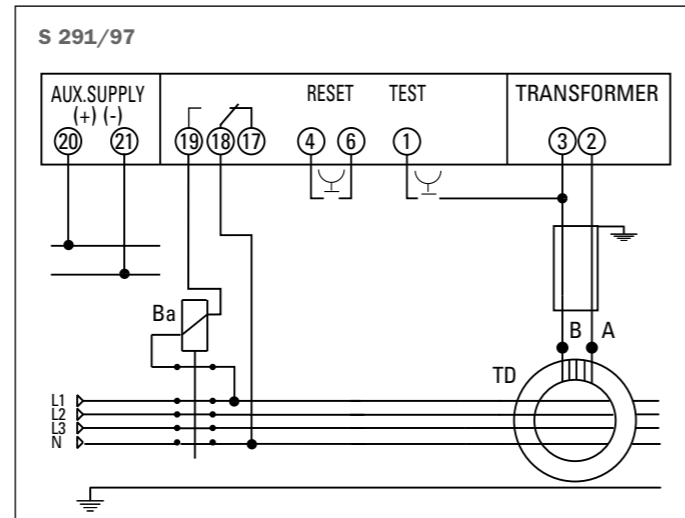 S 291/97
AUX.SUPPLY
(+) (-)
RESET TEST TRANSFORMER
20 21 19 18 17 4 6 1 3 2
Ba
B A
TD
L1
L2
L3
N